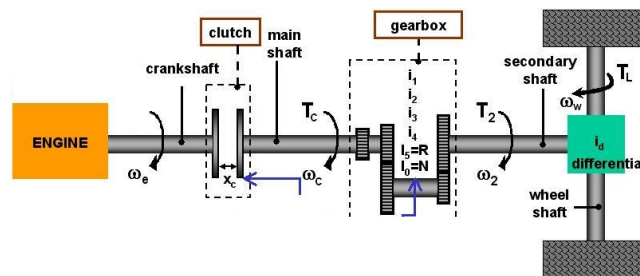 clutch
main
shaft
gearbox
crankshaft
secondary
shaft
i1
i2
i3
i4
I5=R
I0=N
Tc
T2
TL
ωw
ENGINE
ωe
xc
ωc
ω2
id
differential
wheel
shaft